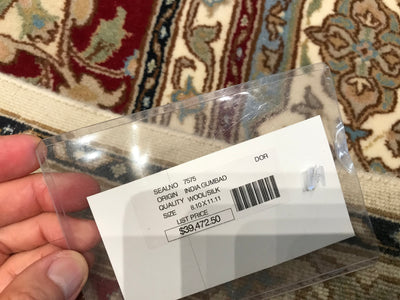 DOR
SEALNO 7575
ORIGIN INDIA GUMBAD
QUALITY WOOL/SILK
SIZE 8.10 X 11.11
LIST PRICE
$39,472.50